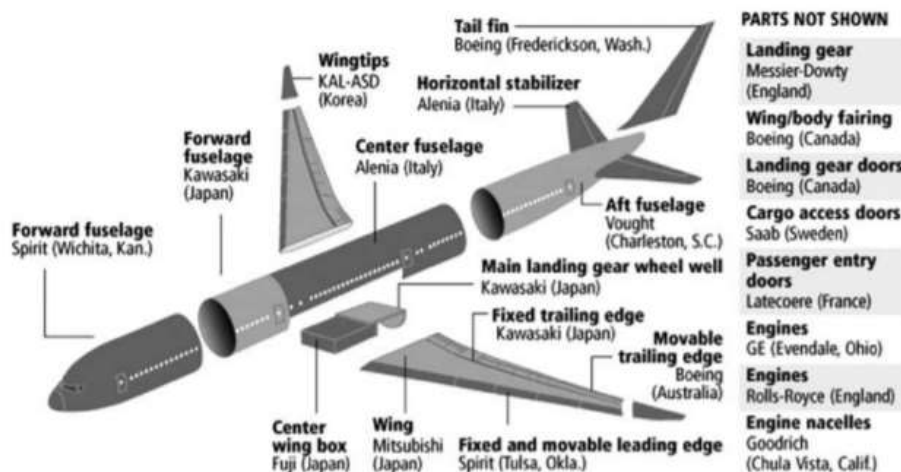 Tail fin
Boeing (Frederickson, Wash.)
Wingtips
KAL-ASD
(Korea)
Horizontal stabilizer
Alenia (Italy)
Forward
fuselage
Kawasaki
(Japan)
Center fuselage
Alenia (Italy)
Forward fuselage
Spirit (Wichita, Kan.)
Aft fuselage
Vought
(Charleston, S.C.)
Main landing gear wheel well
Kawasaki (Japan)
Fixed trailing edge
Kawasaki (Japan)
Movable
trailing edge
Boeing
(Australia)
Center
wing box
Fuji (Japan)
Wing
Mitsubishi
(Japan)
Fixed and movable leading edge
Spirit (Tulsa, Okla.)
PARTS NOT SHOWN
Landing gear
Messier-Dowty
(England)
Wing/body fairing
Boeing (Canada)
Landing gear doors
Boeing (Canada)
Cargo access doors
Saab (Sweden)
Passenger entry
doors
Latecoere (France)
Engines
GE (Evendale, Ohio)
Engines
Rolls-Royce (England)
Engine nacelles
Goodrich
(Chula Vista, Calif.)